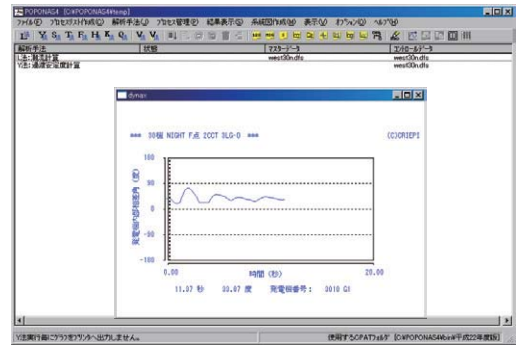 POPONAS4 [C:¥POPONAS4¥temp]
ファイル(F) プロセスリスト作成(C) 解析手法(J) プロセス管理(P) 結果表示(G) 系統図作成(M) 表示(V) オプション(O) ヘルプ(H)
解析手法 状態 マスターデータ コントロールデータ
L法:潮流計算 west30n.dfs west30n.dfs
Y法:過渡安定度計算 west30n.dfs
dynax
*** 30機 NIGHT F点 2CCT 3LG-O *** (C)CRIEPI
発電機内部相差角 (度)
100
50
0
-50
-100
0.00 時間 (秒) 20.00
11.97 秒 33.07 度 発電機番号: 3010 G1
Y法実行毎にグラフをプリンタへ出力しません。 使用するCPATフォルダ [C:¥POPONAS4¥bin¥平成22年度版]